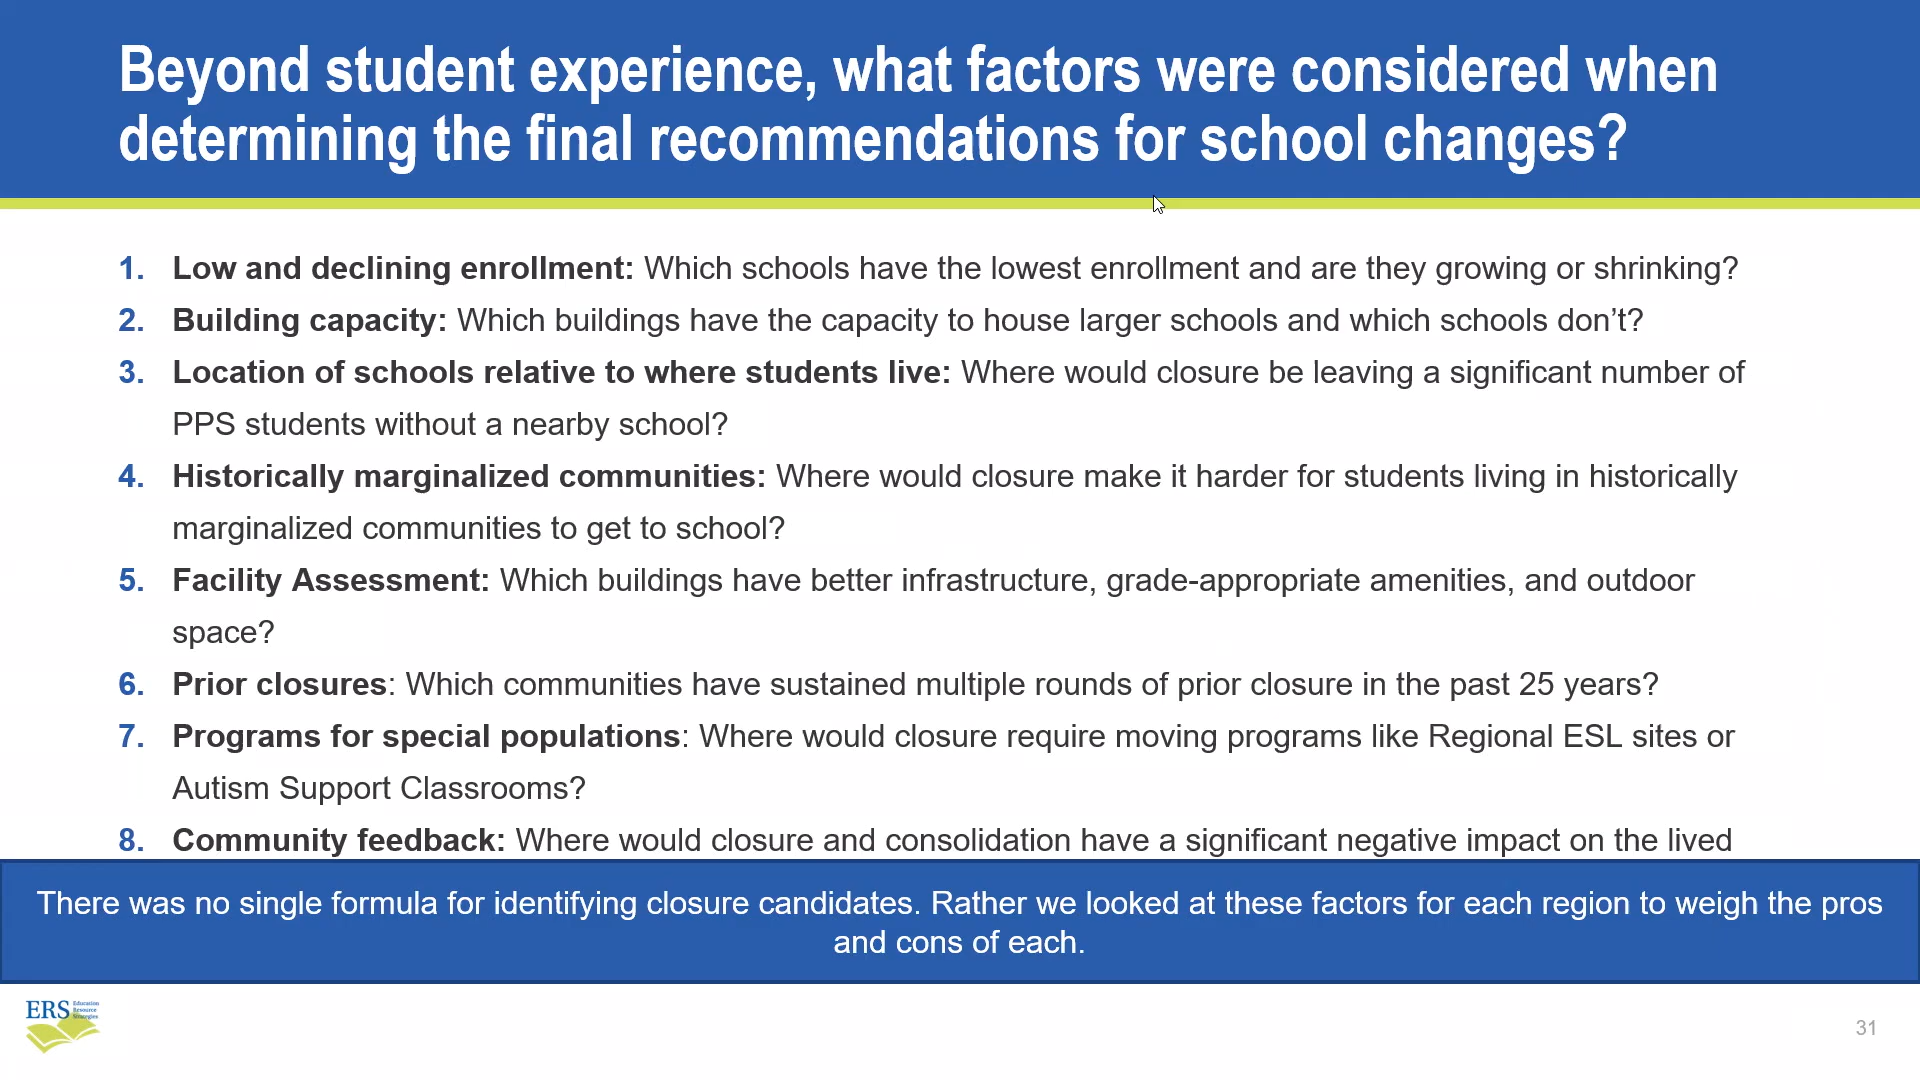 Beyond student experience, what factors were considered when
determining the final recommendations for school changes?
1. Low and declining enrollment: Which schools have the lowest enrollment and are they growing or shrinking?
2. Building capacity: Which buildings have the capacity to house larger schools and which schools don’t?
3. Location of schools relative to where students live: Where would closure be leaving a significant number of
PPS students without a nearby school?
4. Historically marginalized communities: Where would closure make it harder for students living in historically
marginalized communities to get to school?
5. Facility Assessment: Which buildings have better infrastructure, grade-appropriate amenities, and outdoor
space?
6. Prior closures: Which communities have sustained multiple rounds of prior closure in the past 25 years?
7. Programs for special populations: Where would closure require moving programs like Regional ESL sites or
Autism Support Classrooms?
8. Community feedback: Where would closure and consolidation have a significant negative impact on the lived
There was no single formula for identifying closure candidates. Rather we looked at these factors for each region to weigh the pros
and cons of each.
ERS
Education
Resource
Strategies
31